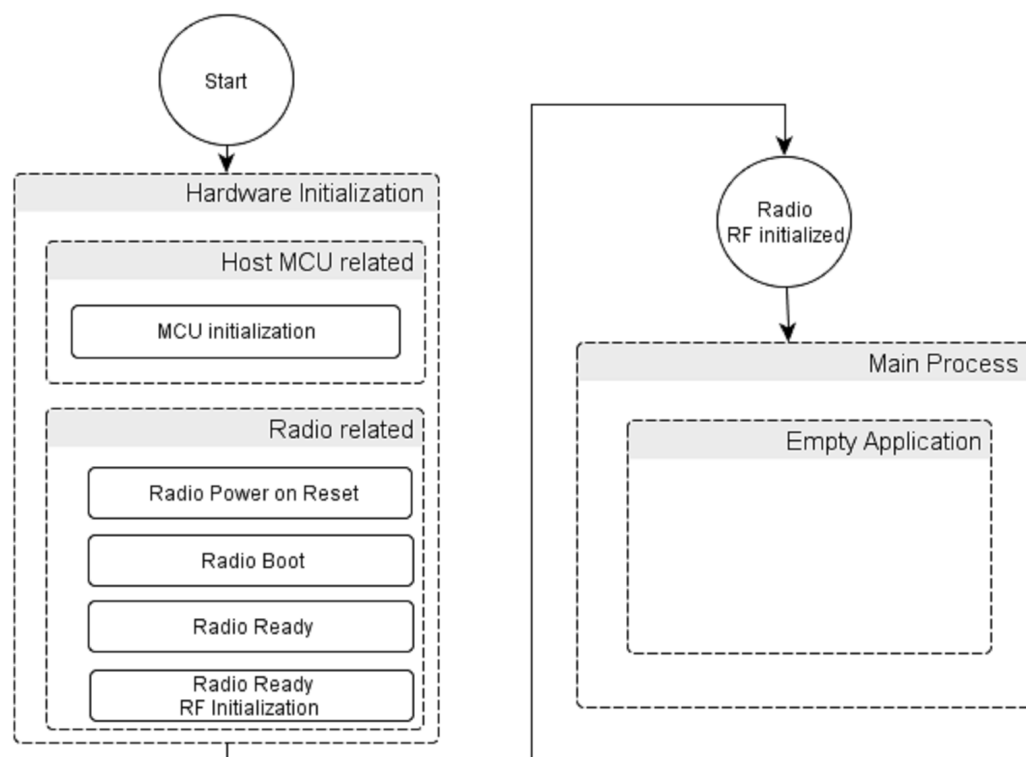 Start
Hardware Initialization
Host MCU related
MCU initialization
Radio related
Radio Power on Reset
Radio Boot
Radio Ready
Radio Ready
RF Initialization
Radio
RF initialized
Main Process
Empty Application